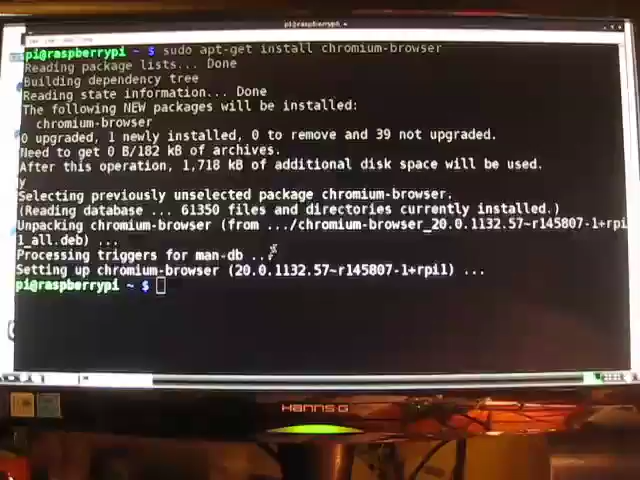 pi@raspberrypi
pi@raspberrypi ~ $ sudo apt-get install chromium-browser
Reading package lists... Done
Building dependency tree
Reading state information... Done
The following NEW packages will be installed:
chromium-browser
0 upgraded, 1 newly installed, 0 to remove and 39 not upgraded.
Need to get 0 B/182 kB of archives.
After this operation, 1,718 kB of additional disk space will be used.
y
Selecting previously unselected package chromium-browser.
(Reading database ... 61350 files and directories currently installed.)
Unpacking chromium-browser (from .../chromium-browser_20.0.1132.57~r145807-1+rpi
1_all.deb) ...
Processing triggers for man-db ...
Setting up chromium-browser (20.0.1132.57~r145807-1+rpi1) ...
pi@raspberrypi ~ $
HANNS·G